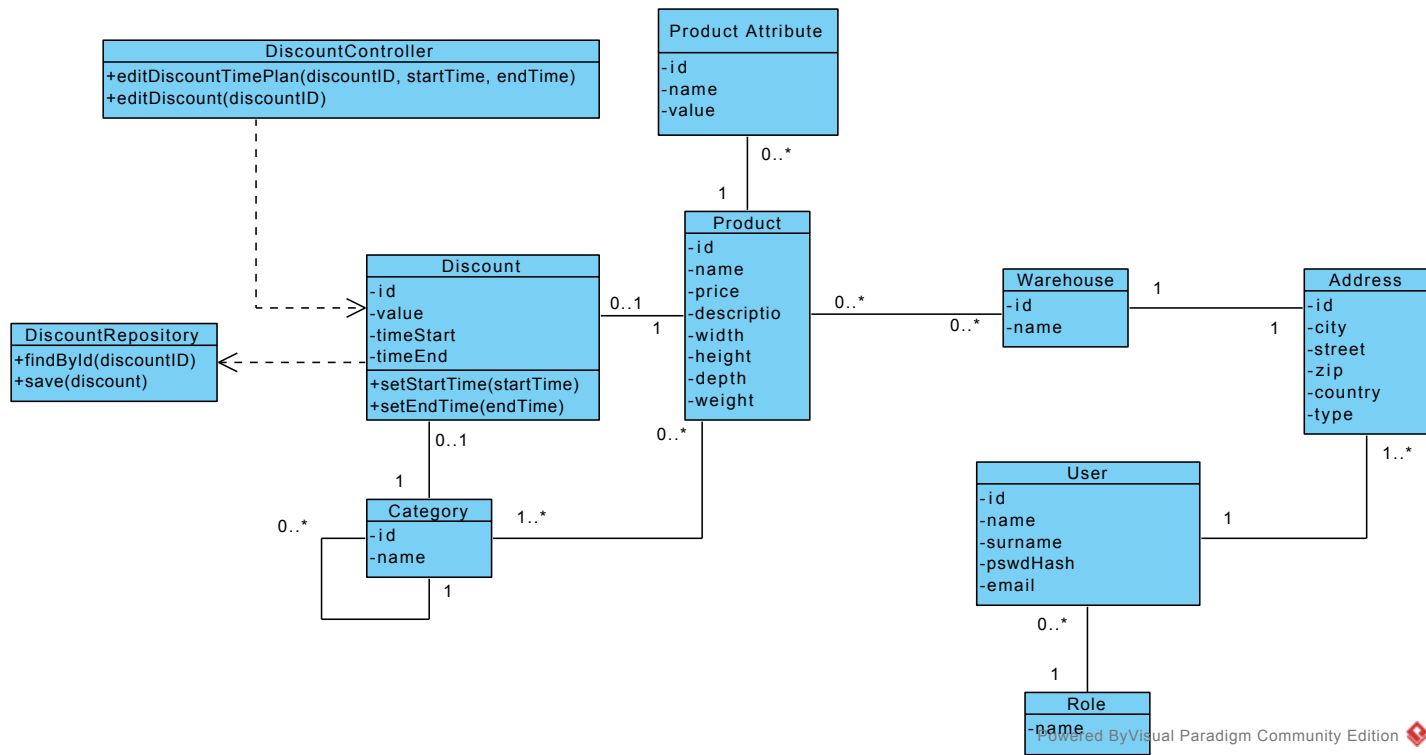 DiscountController
+editDiscountTimePlan(discountID, startTime, endTime)
+editDiscount(discountID)
Product Attribute
-id
-name
-value
0..*
1
Product
-id
-name
-price
-descriptio
-width
-height
-depth
-weight
Discount
-id
-value
-timeStart
-timeEnd
+setStartTime(startTime)
+setEndTime(endTime)
0..1
1
DiscountRepository
+findById(discountID)
+save(discount)
0..*
0..*
Warehouse
-id
-name
1
1
Address
-id
-city
-street
-zip
-country
-type
0..1
1
0..*
1..*
Category
-id
-name
0..*
1
1..*
1
User
-id
-name
-surname
-pswdHash
-email
0..*
1
Role
-name
Powered By Visual Paradigm Community Edition